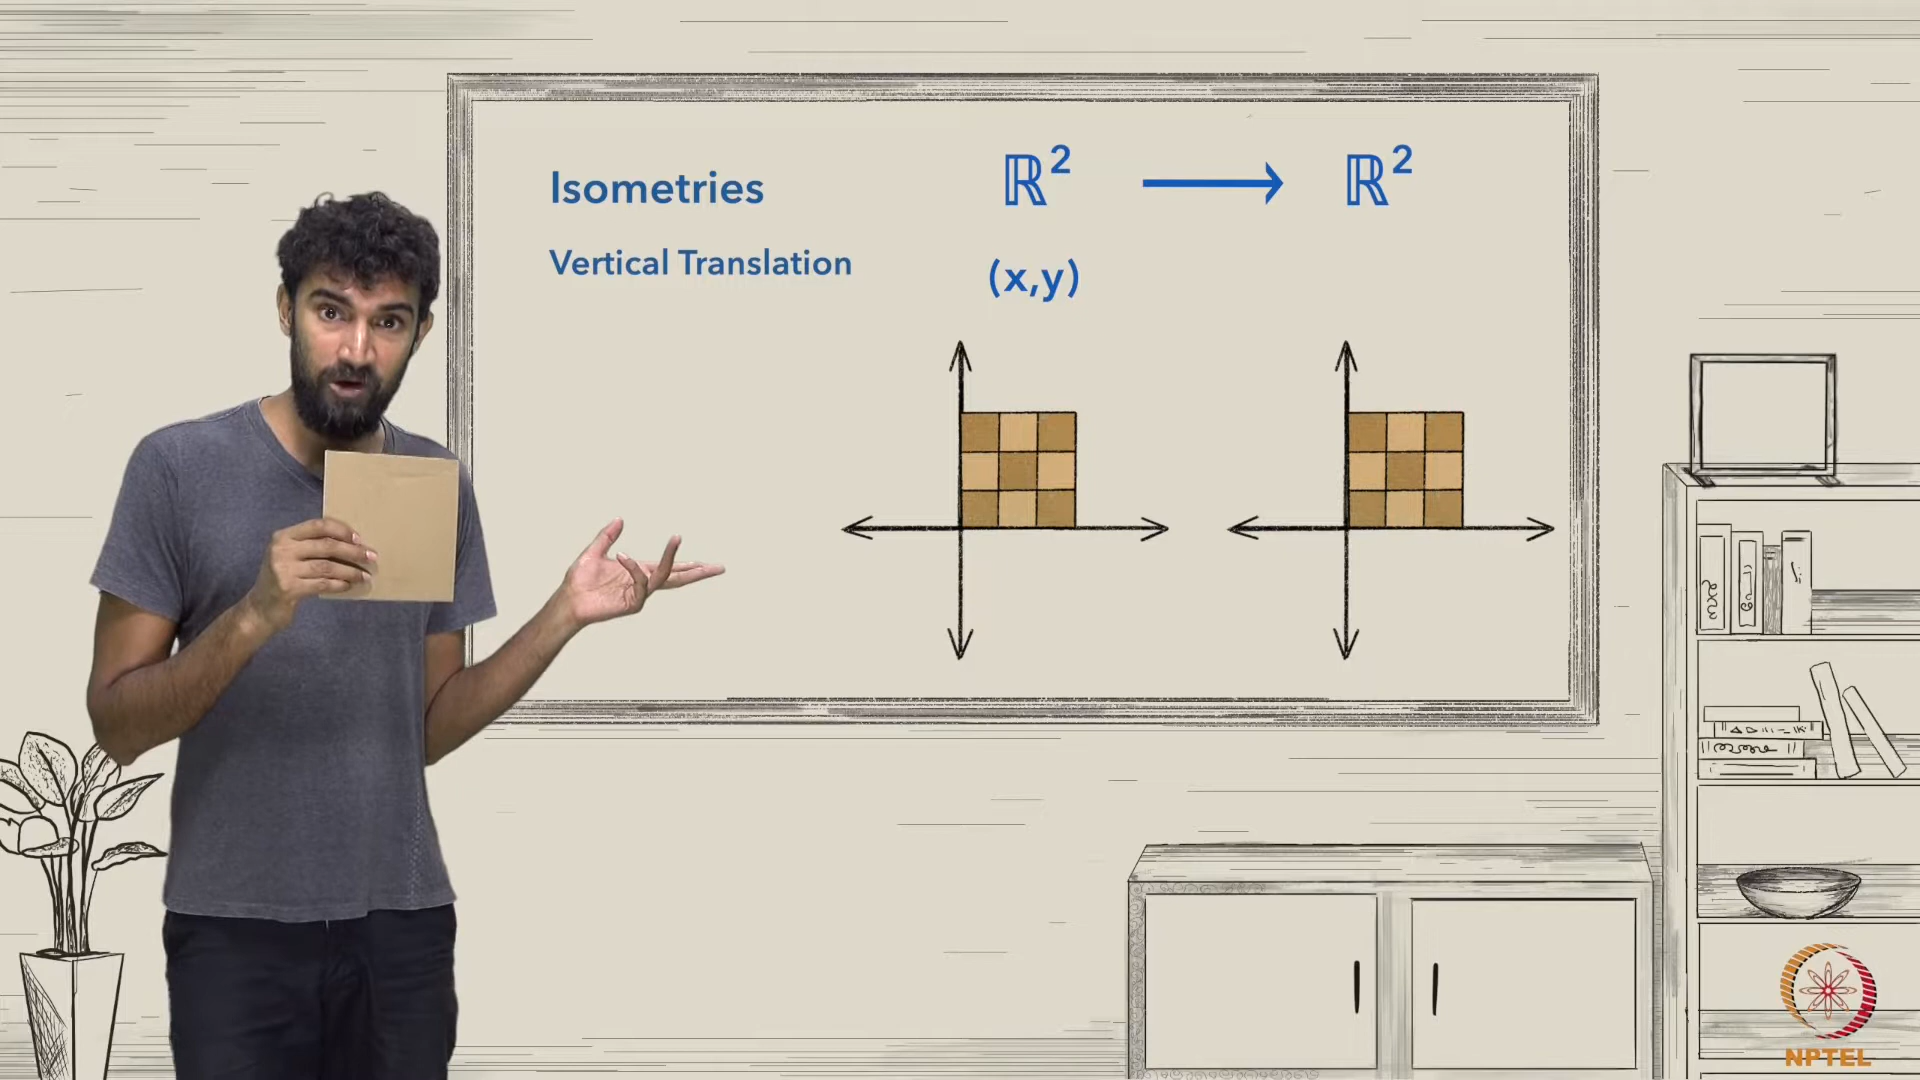 Isometries
ℝ² ⟶ ℝ²
Vertical Translation
(x,y)
NPTEL